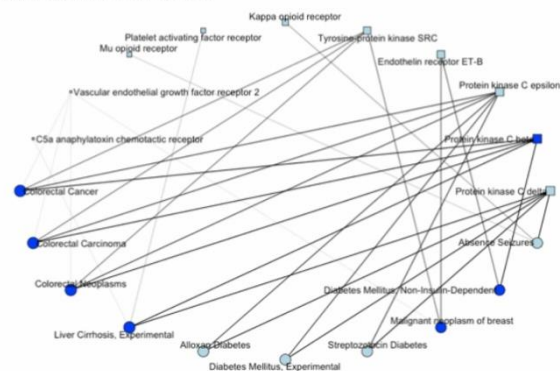 Kappa opioid receptor
Platelet activating factor receptor
Tyrosine-protein kinase SRC
Mu opioid receptor
Endothelin receptor ET-B
Protein kinase C epsilon
Vascular endothelial growth factor receptor 2
C5a anaphylatoxin chemotactic receptor
Protein kinase C beta
Colorectal Cancer
Protein kinase C delta
Colorectal Carcinoma
Absence Seizures
Colorectal Neoplasms
Diabetes Mellitus, Non-Insulin-Dependent
Liver Cirrhosis, Experimental
Malignant neoplasm of breast
Alloxan Diabetes
Streptozotocin Diabetes
Diabetes Mellitus, Experimental